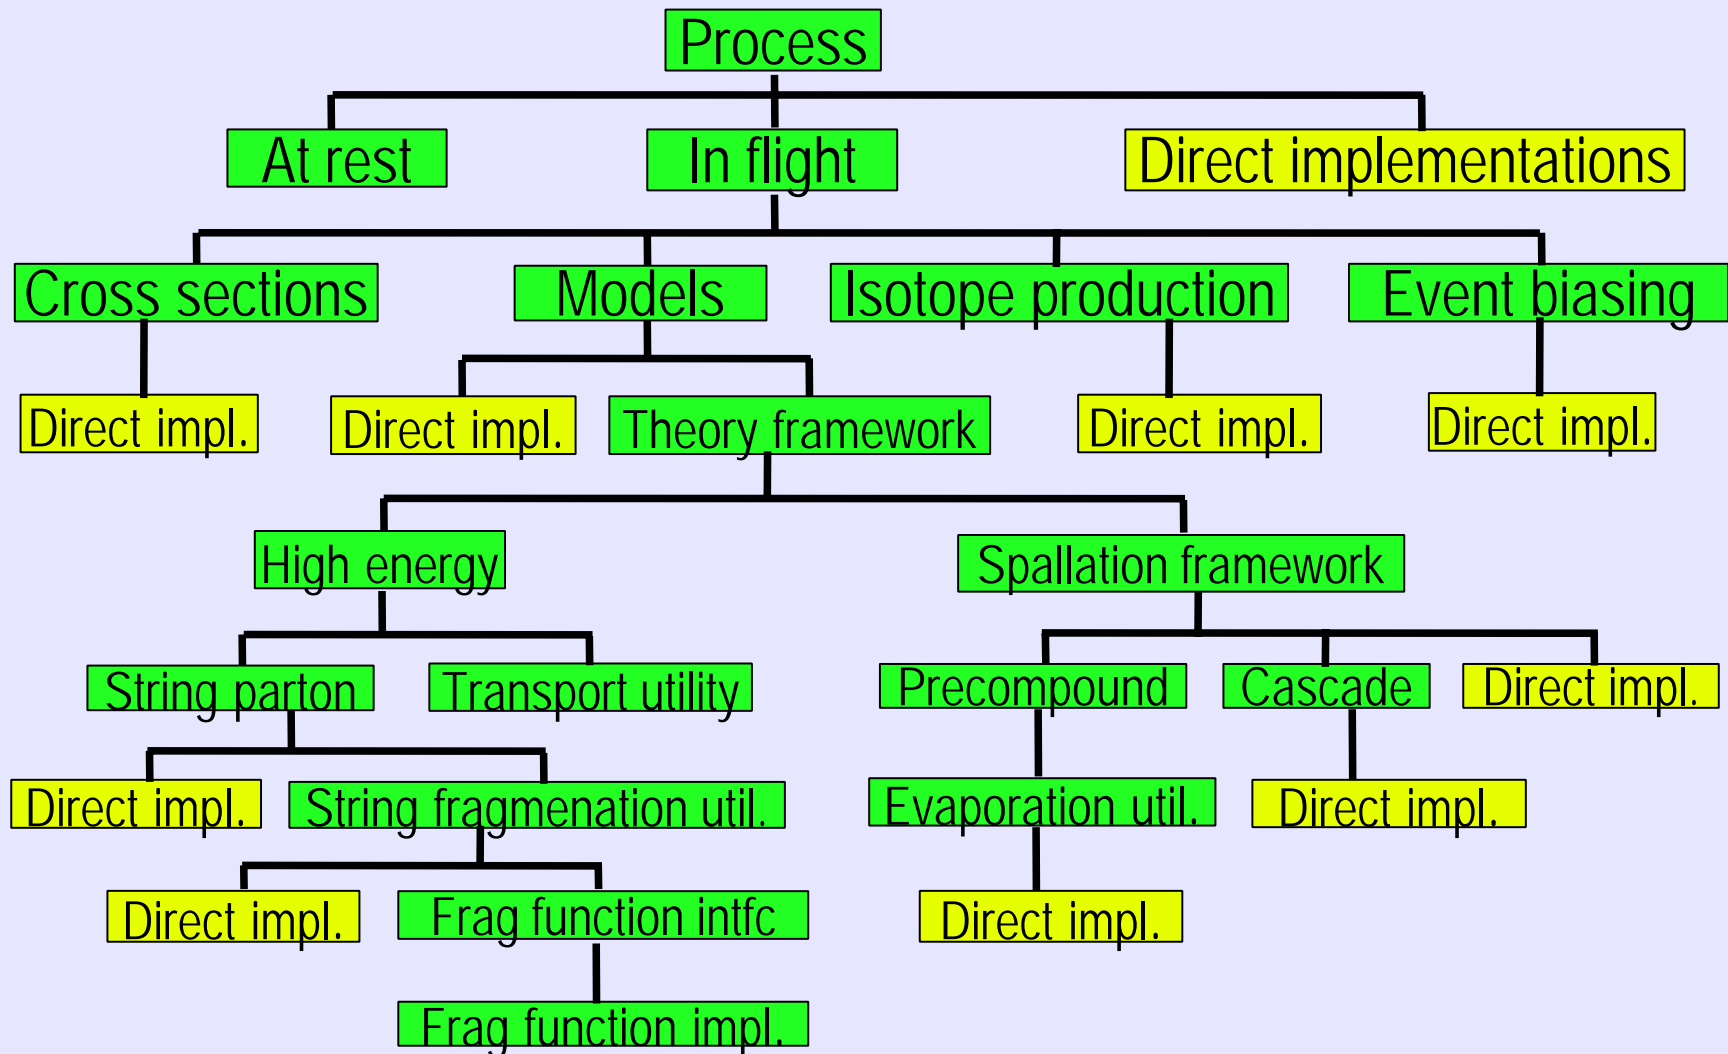 Process
At rest
In flight
Direct implementations
Cross sections
Models
Isotope production
Event biasing
Direct impl.
Direct impl.
Theory framework
Direct impl.
Direct impl.
High energy
Spallation framework
String parton
Transport utility
Precompound
Cascade
Direct impl.
Direct impl.
String fragmenation util.
Evaporation util.
Direct impl.
Direct impl.
Frag function intfc
Direct impl.
Frag function impl.